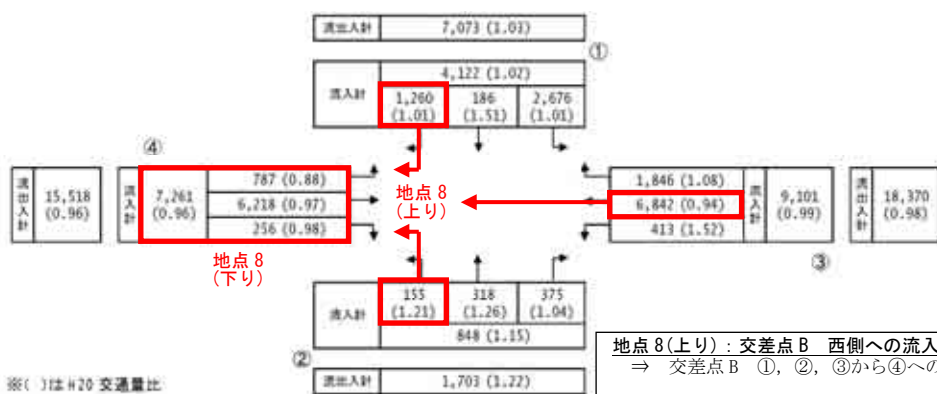 流出入計 7,073 (1.03)
①
流入計 4,122 (1.02)
1,260 186 2,676
(1.01) (1.51) (1.01)
④
流出入計 15,518 (0.96)
流入計 7,261 (0.96)
787 (0.88)
6,218 (0.97)
256 (0.98)
地点 8
(上り)
1,846 (1.08)
6,842 (0.94)
413 (1.52)
流入計 9,101 (0.99)
流出入計 18,370 (0.98)
地点 8
(下り)
③
流入計
155 318 375
(1.21) (1.26) (1.04)
848 (1.15)
②
流出入計 1,703 (1.22)
※( )は H20 交通量比
地点 8(上り) : 交差点 B 西側への流入
⇒ 交差点 B ①, ②, ③から④への